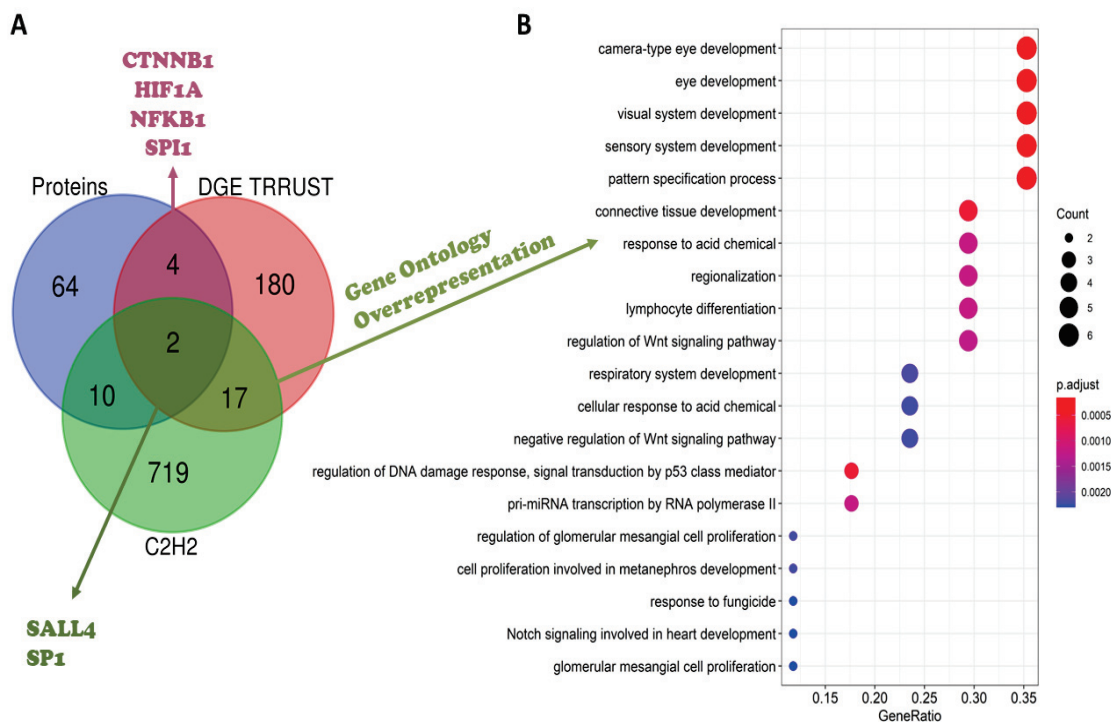 A
CTNNB1
HIF1A
NFKB1
SPI1
Proteins
DGE TRRUST
64
4
180
2
10
17
719
C2H2
SALL4
SP1
Gene Ontology
Overrepresentation
B
camera-type eye development
eye development
visual system development
sensory system development
pattern specification process
connective tissue development
response to acid chemical
regionalization
lymphocyte differentiation
regulation of Wnt signaling pathway
respiratory system development
cellular response to acid chemical
negative regulation of Wnt signaling pathway
regulation of DNA damage response, signal transduction by p53 class mediator
pri-miRNA transcription by RNA polymerase II
regulation of glomerular mesangial cell proliferation
cell proliferation involved in metanephros development
response to fungicide
Notch signaling involved in heart development
glomerular mesangial cell proliferation
0.15 0.20 0.25 0.30 0.35
GeneRatio
Count
2
3
4
5
6
p.adjust
0.0005
0.0010
0.0015
0.0020